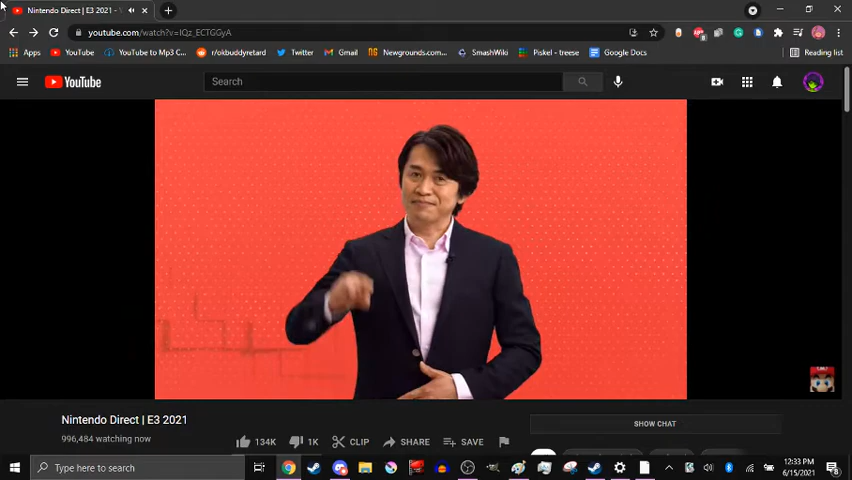 Nintendo Direct | E3 2021 -
youtube.com/watch?v=IQz_ECTGGyA
Apps YouTube YouTube to Mp3 C... r/okbuddyretard Twitter Gmail Newgrounds.com... SmashWiki Piskel - treese Google Docs Reading list
YouTube Search
Nintendo Direct | E3 2021
996,484 watching now
134K 1K CLIP SHARE SAVE
SHOW CHAT
Type here to search
12:33 PM
6/15/2021